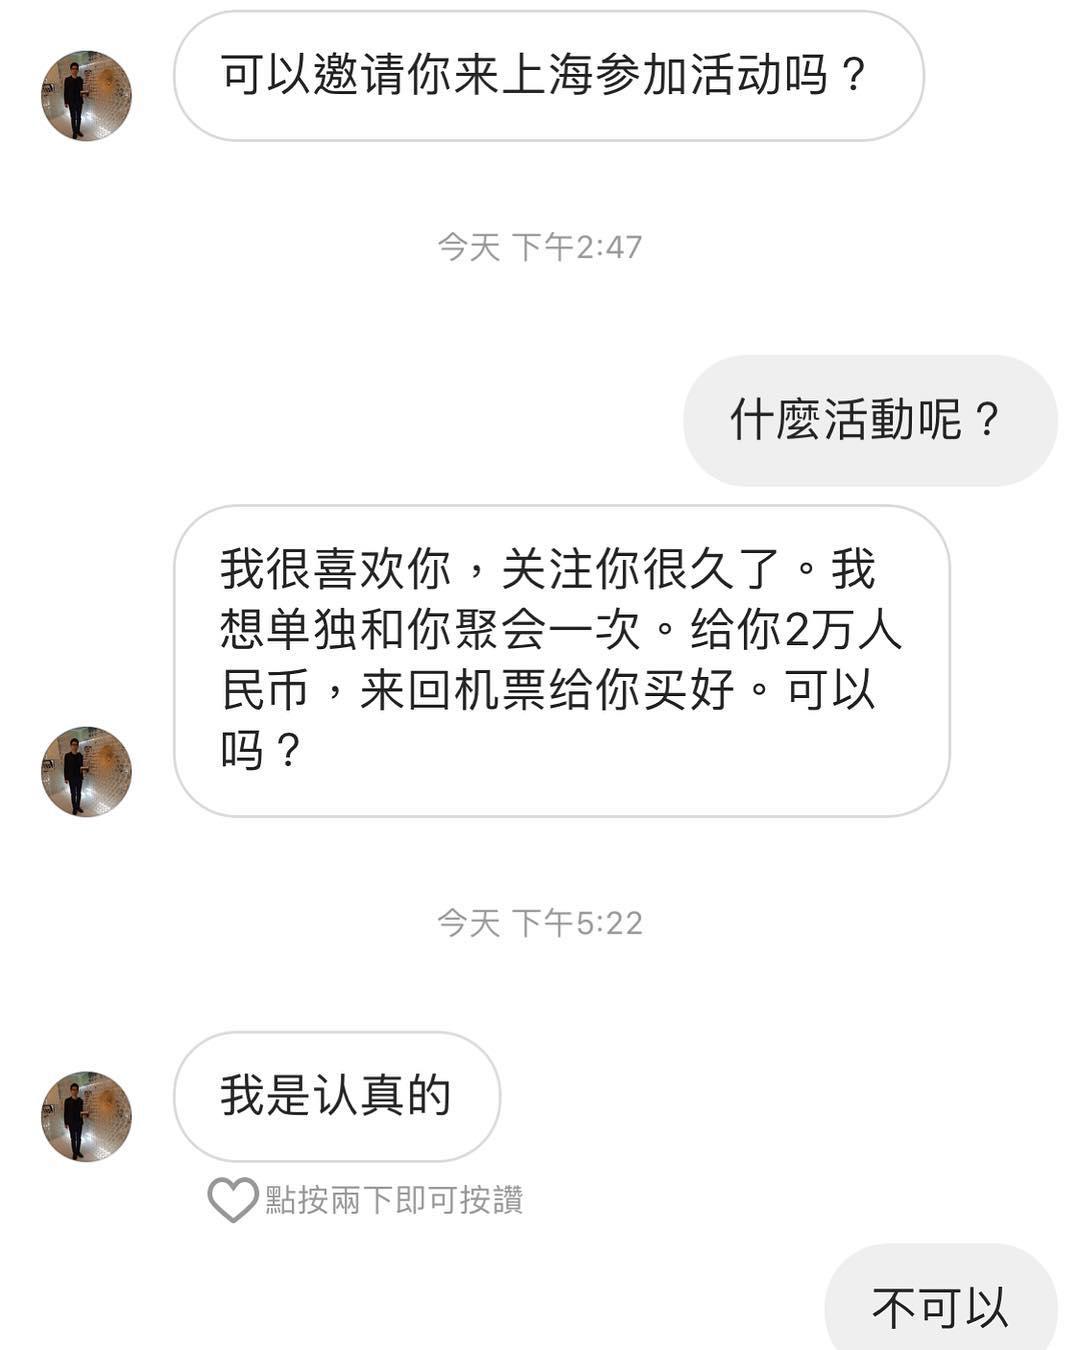 可以邀请你来上海参加活动吗？
今天 下午2:47
什麼活動呢？
我很喜欢你，关注你很久了。我
想单独和你聚会一次。给你2万人
民币，来回机票给你买好。可以
吗？
今天 下午5:22
我是认真的
點按兩下即可按讚
不可以